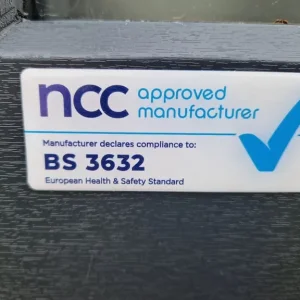 ncc approved
manufacturer
Manufacturer declares compliance to:
BS 3632
European Health & Safety Standard